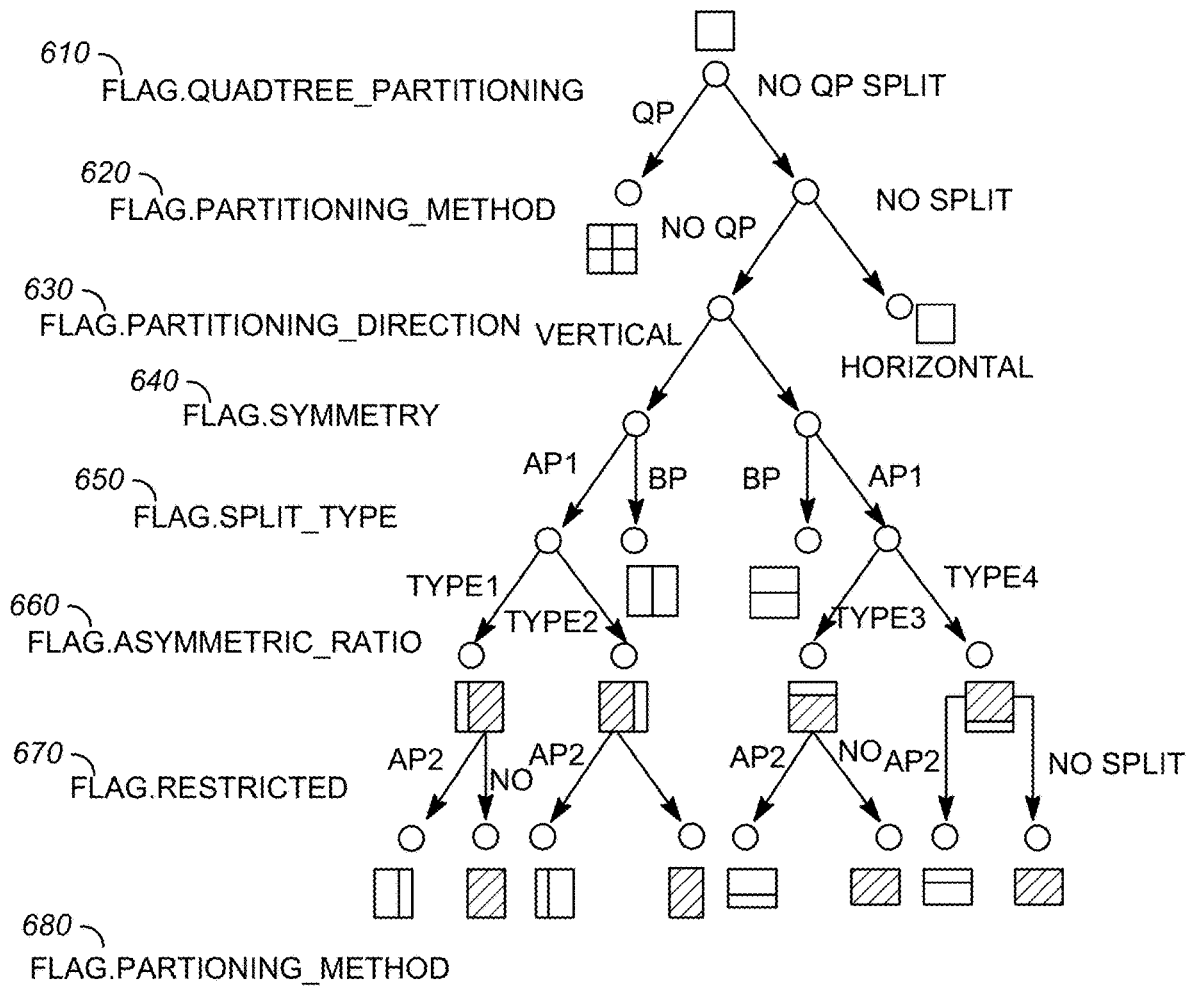 610
FLAG.QUADTREE_PARTITIONING
NO QP SPLIT
QP
620
FLAG.PARTITIONING_METHOD
NO SPLIT
NO QP
630
FLAG.PARTITIONING_DIRECTION
VERTICAL
HORIZONTAL
640
FLAG.SYMMETRY
AP1
BP
BP
AP1
650
FLAG.SPLIT_TYPE
TYPE1
TYPE2
TYPE3
TYPE4
660
FLAG.ASYMMETRIC_RATIO
670
FLAG.RESTRICTED
AP2
NO
AP2
AP2
NO
AP2
NO SPLIT
680
FLAG.PARTIONING_METHOD